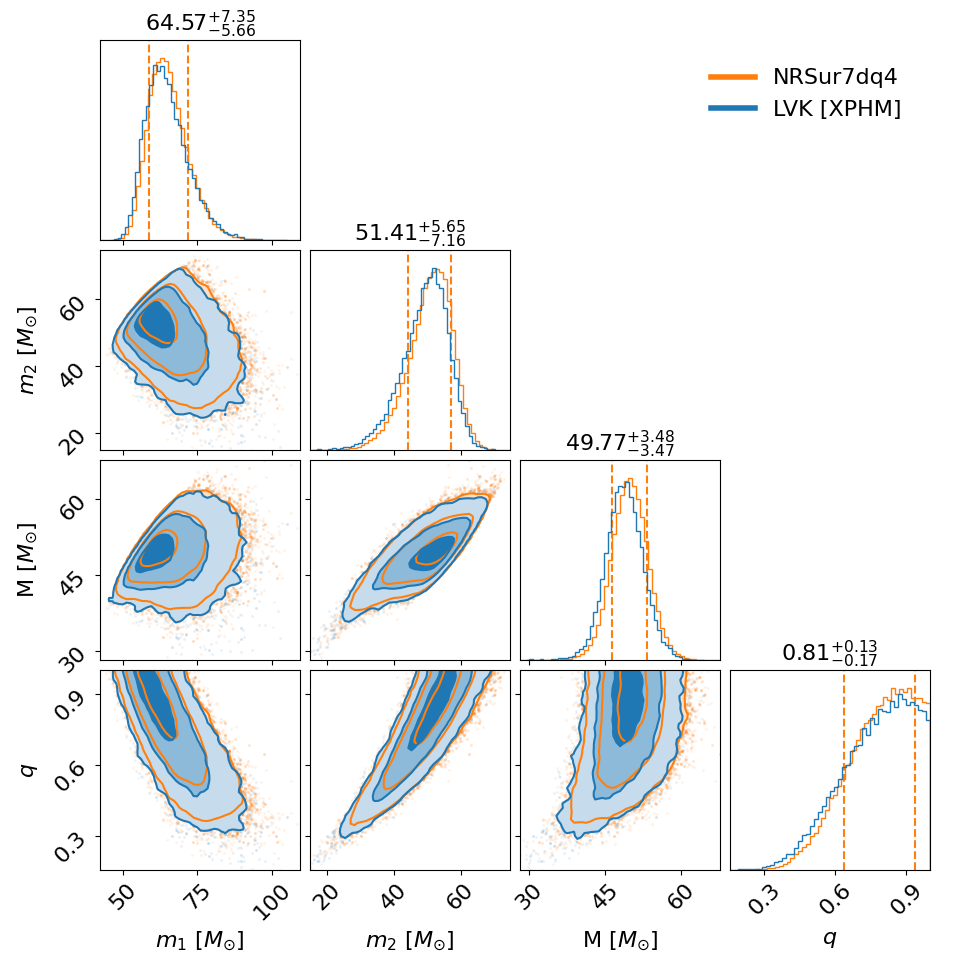 64.57^{+7.35}_{-5.66}
NRSur7dq4
LVK [XPHM]
51.41^{+5.65}_{-7.16}
m_2 [M_⊙]
60
40
20
49.77^{+3.48}_{-3.47}
M [M_⊙]
60
45
30
0.81^{+0.13}_{-0.17}
q
0.9
0.6
0.3
50 75 100 20 40 60 30 45 60 0.3 0.6 0.9
m_1 [M_⊙] m_2 [M_⊙] M [M_⊙] q